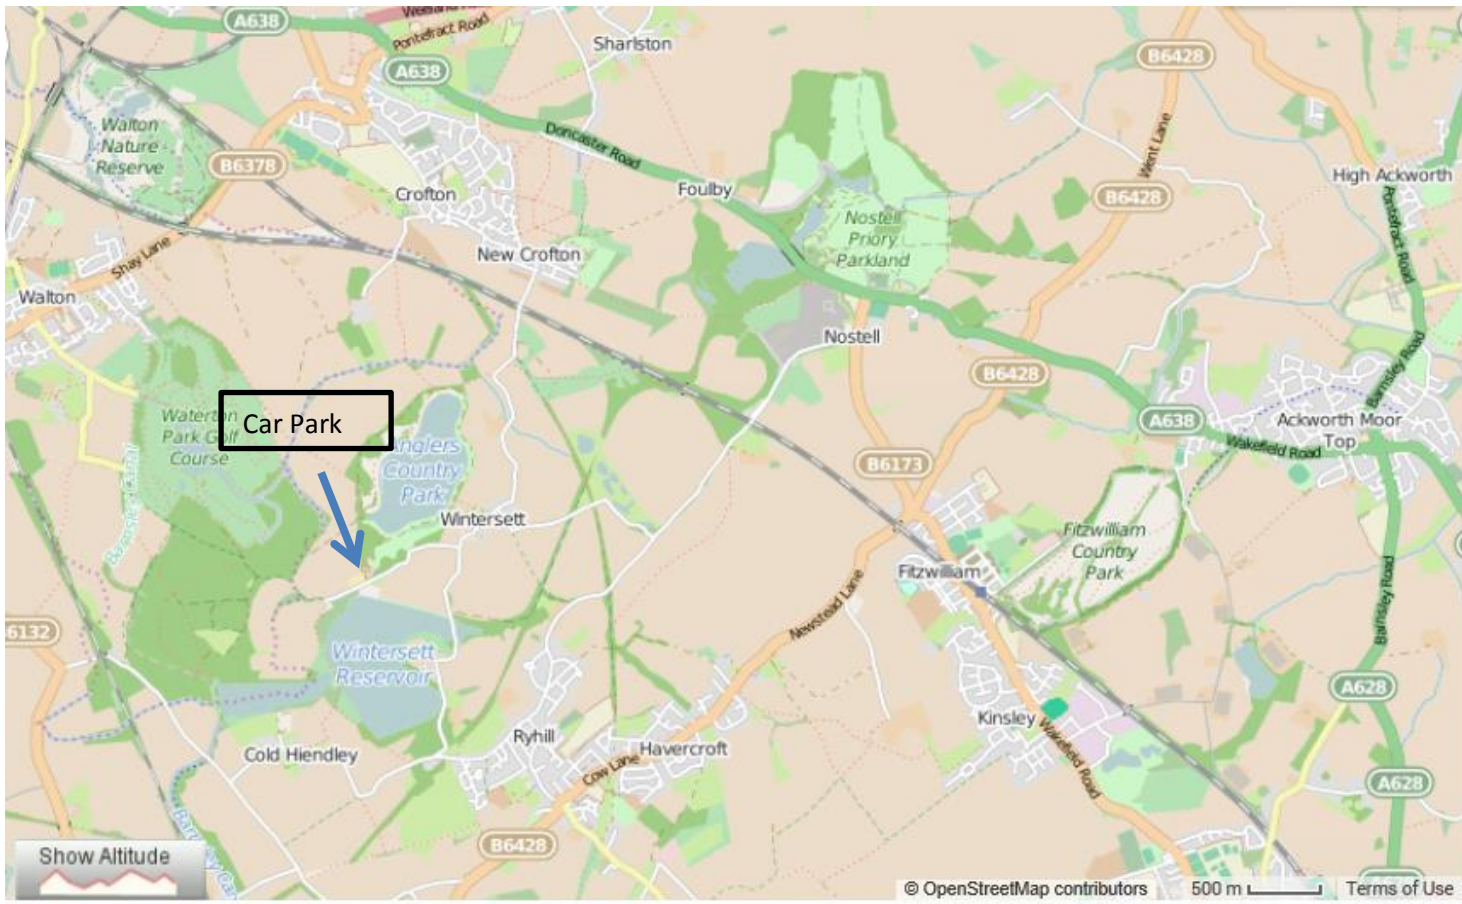 A638
Pontefract Road
Sharlston
A638
B6428
Walton
Nature
Reserve
B6378
Doncaster Road
Went Lane
High Ackworth
Crofton
Foulby
B6428
Pontefract Road
Nostell
Priory
Parkland
Shay Lane
New Crofton
Walton
Nostell
B6428
Barnsley Road
Waterton
Park Golf
Course
Car Park
Anglers
Country
Park
A638
Ackworth Moor
Top
Wakefield Road
B6173
Wintersett
Fitzwilliam
Country
Park
Fitzwilliam
Newstead Lane
Barnsley Road
B6132
Wintersett
Reservoir
A628
Kinsley
Wakefield Road
Ryhill
Havercroft
Cold Hiendley
Cow Lane
A628
B6428
Show Altitude
© OpenStreetMap contributors
500 m
Terms of Use